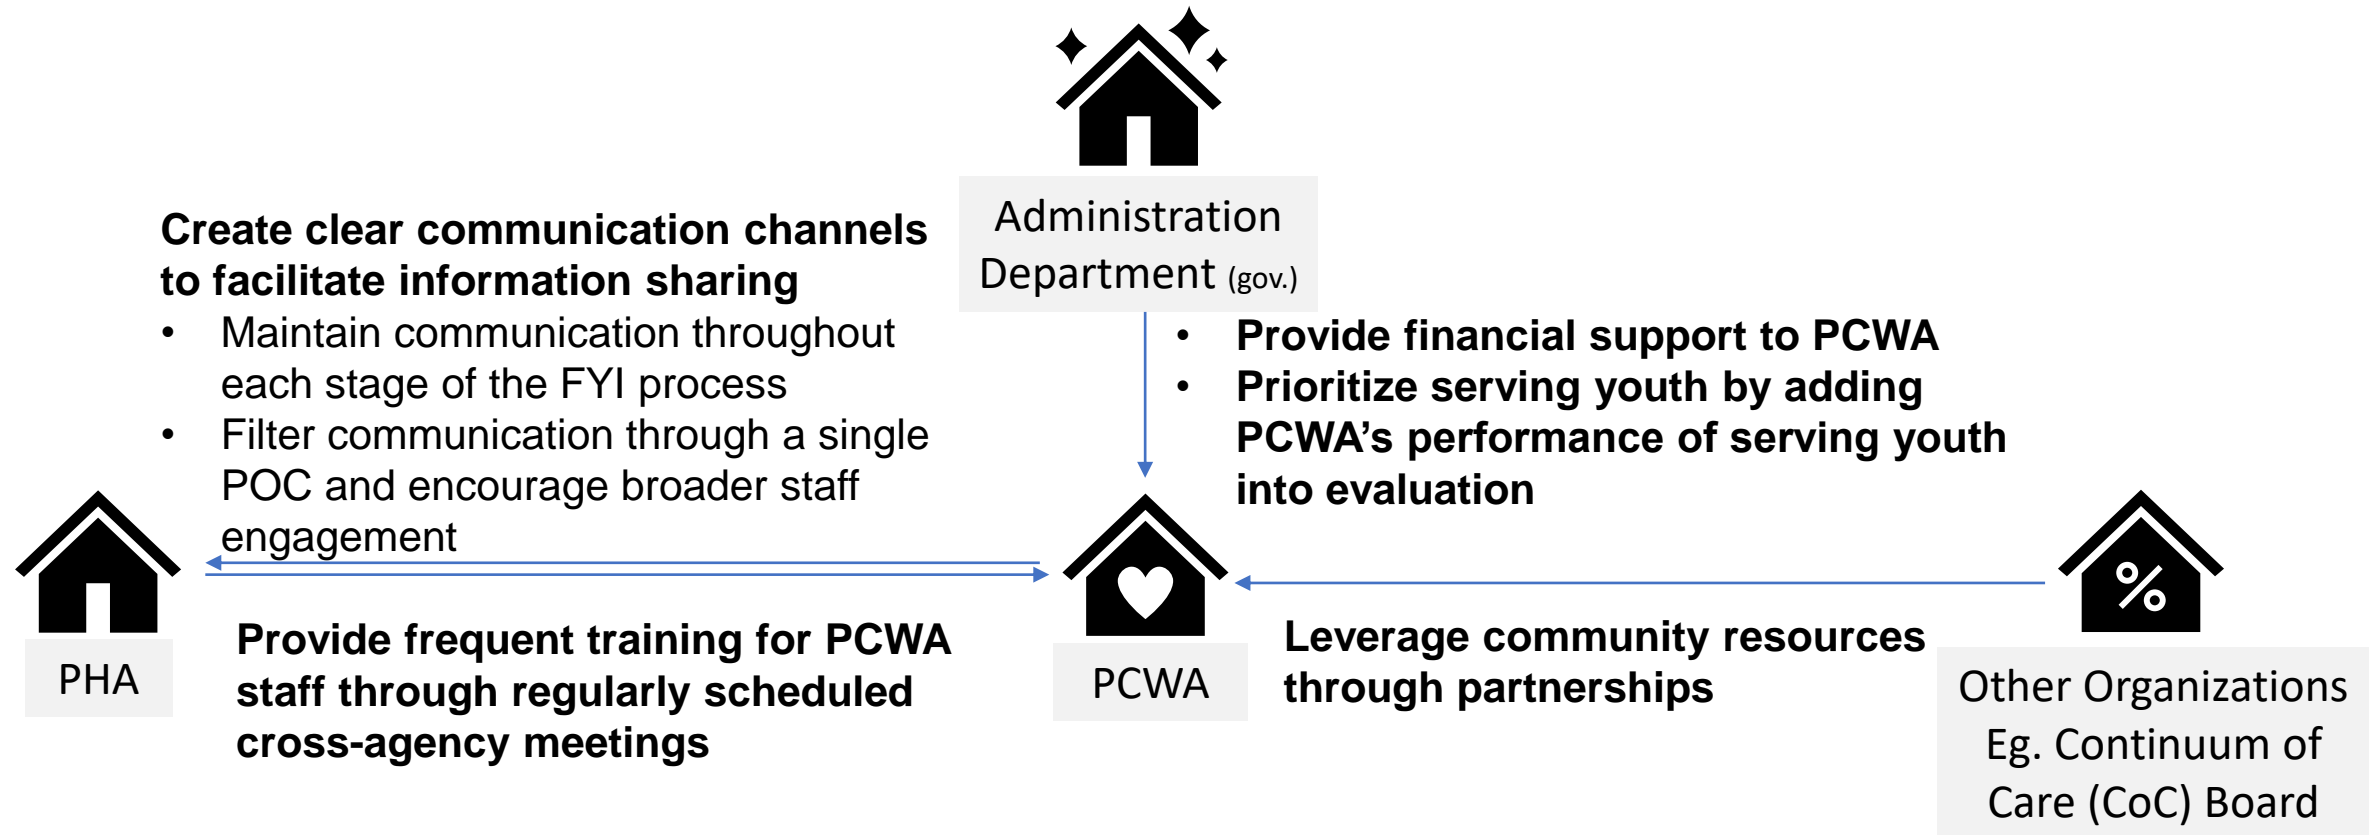 Administration
Department (gov.)
Create clear communication channels
to facilitate information sharing
• Maintain communication throughout
each stage of the FYI process
• Filter communication through a single
POC and encourage broader staff
engagement
• Provide financial support to PCWA
• Prioritize serving youth by adding
PCWA’s performance of serving youth
into evaluation
PHA
Provide frequent training for PCWA
staff through regularly scheduled
cross-agency meetings
PCWA
Leverage community resources
through partnerships
%
Other Organizations
Eg. Continuum of
Care (CoC) Board